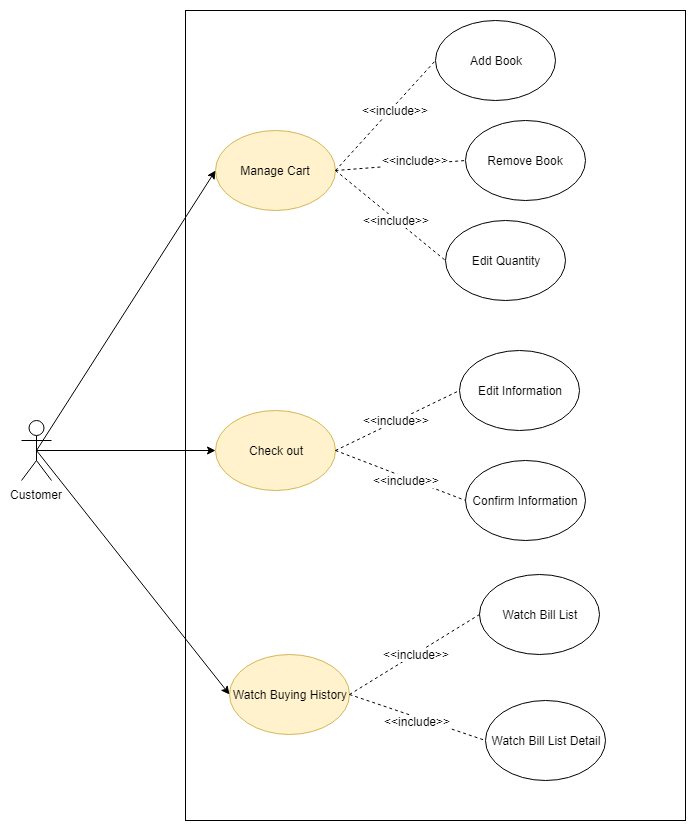 Add Book
<<include>>
Manage Cart
<<include>>
Remove Book
<<include>>
Edit Quantity
Edit Information
<<include>>
Check out
<<include>>
Confirm Information
Customer
Watch Bill List
<<include>>
Watch Buying History
<<include>>
Watch Bill List Detail